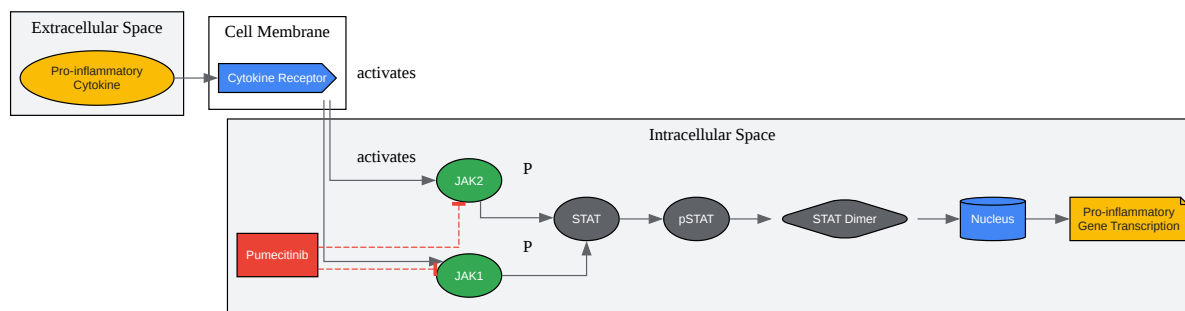 Extracellular Space
Pro-inflammatory
Cytokine
Cell Membrane
Cytokine Receptor
activates
Intracellular Space
activates
JAK2
P
STAT
pSTAT
STAT Dimer
Nucleus
Pro-inflammatory
Gene Transcription
Pumecitinib
P
JAK1